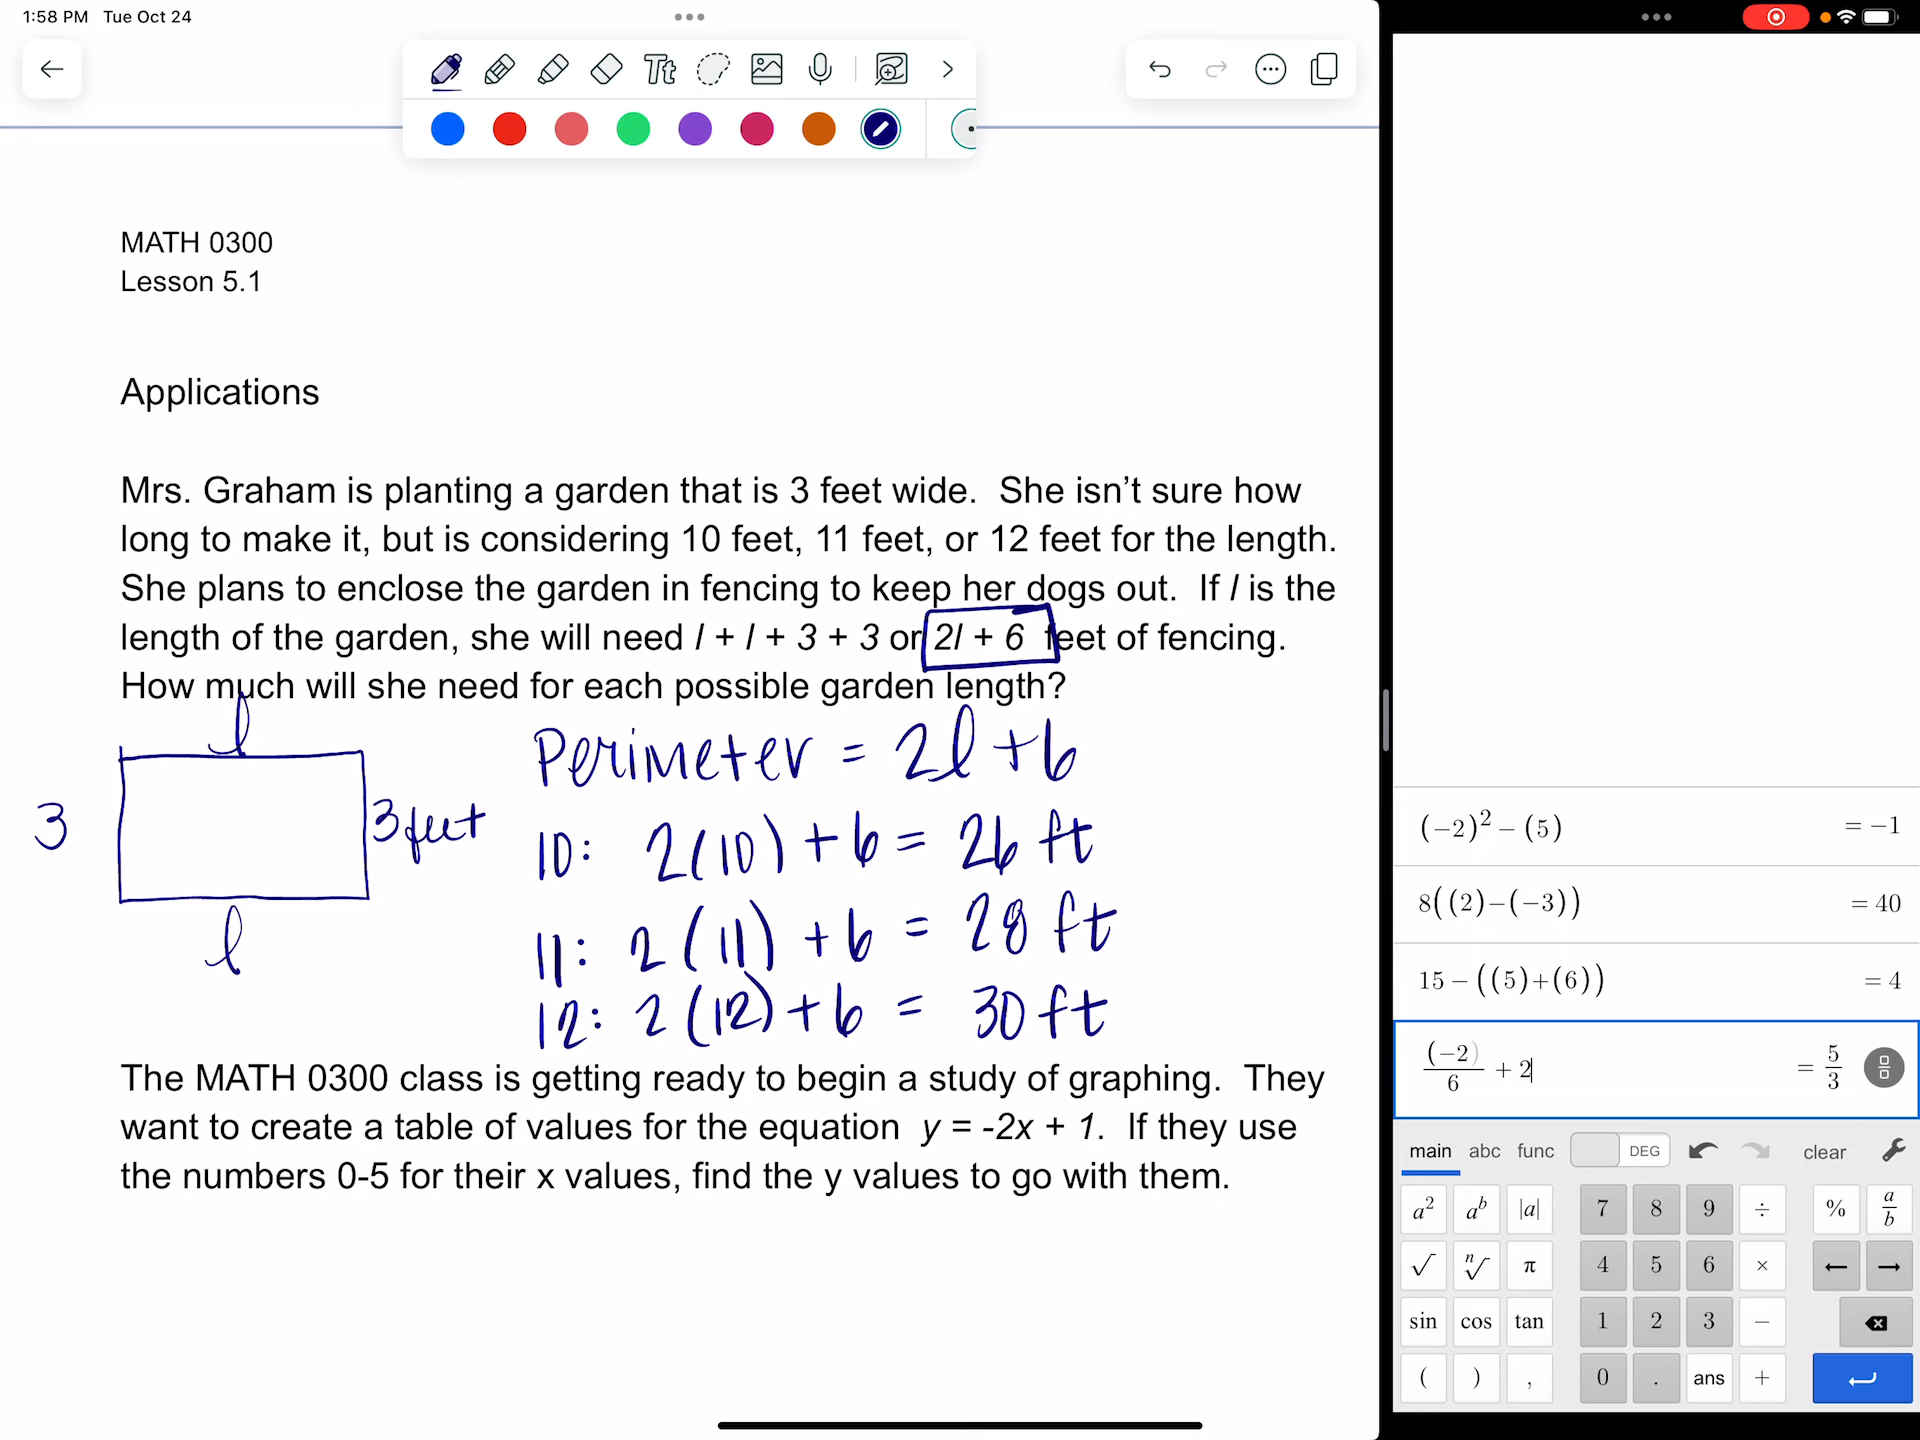 1:58 PM Tue Oct 24
Tt
MATH 0300
Lesson 5.1
Applications
Mrs. Graham is planting a garden that is 3 feet wide. She isn't sure how
long to make it, but is considering 10 feet, 11 feet, or 12 feet for the length.
She plans to enclose the garden in fencing to keep her dogs out. If l is the
length of the garden, she will need l + l + 3 + 3 or 2l + 6 feet of fencing.
How much will she need for each possible garden length?
l
3
3 feet
l
Perimeter = 2l + 6
10: 2(10) + 6 = 26 ft
11: 2(11) + 6 = 28 ft
12: 2(12) + 6 = 30 ft
The MATH 0300 class is getting ready to begin a study of graphing. They
want to create a table of values for the equation y = -2x + 1. If they use
the numbers 0-5 for their x values, find the y values to go with them.
(−2)² − (5) = −1
8((2)−(−3)) = 40
15 − ((5)+(6)) = 4
(−2)/6 + 2 = 5/3
main abc func DEG clear
a² aᵇ |a| 7 8 9 ÷ % a/b
√ ⁿ√ π 4 5 6 × ← →
sin cos tan 1 2 3 −
( ) , 0 . ans +